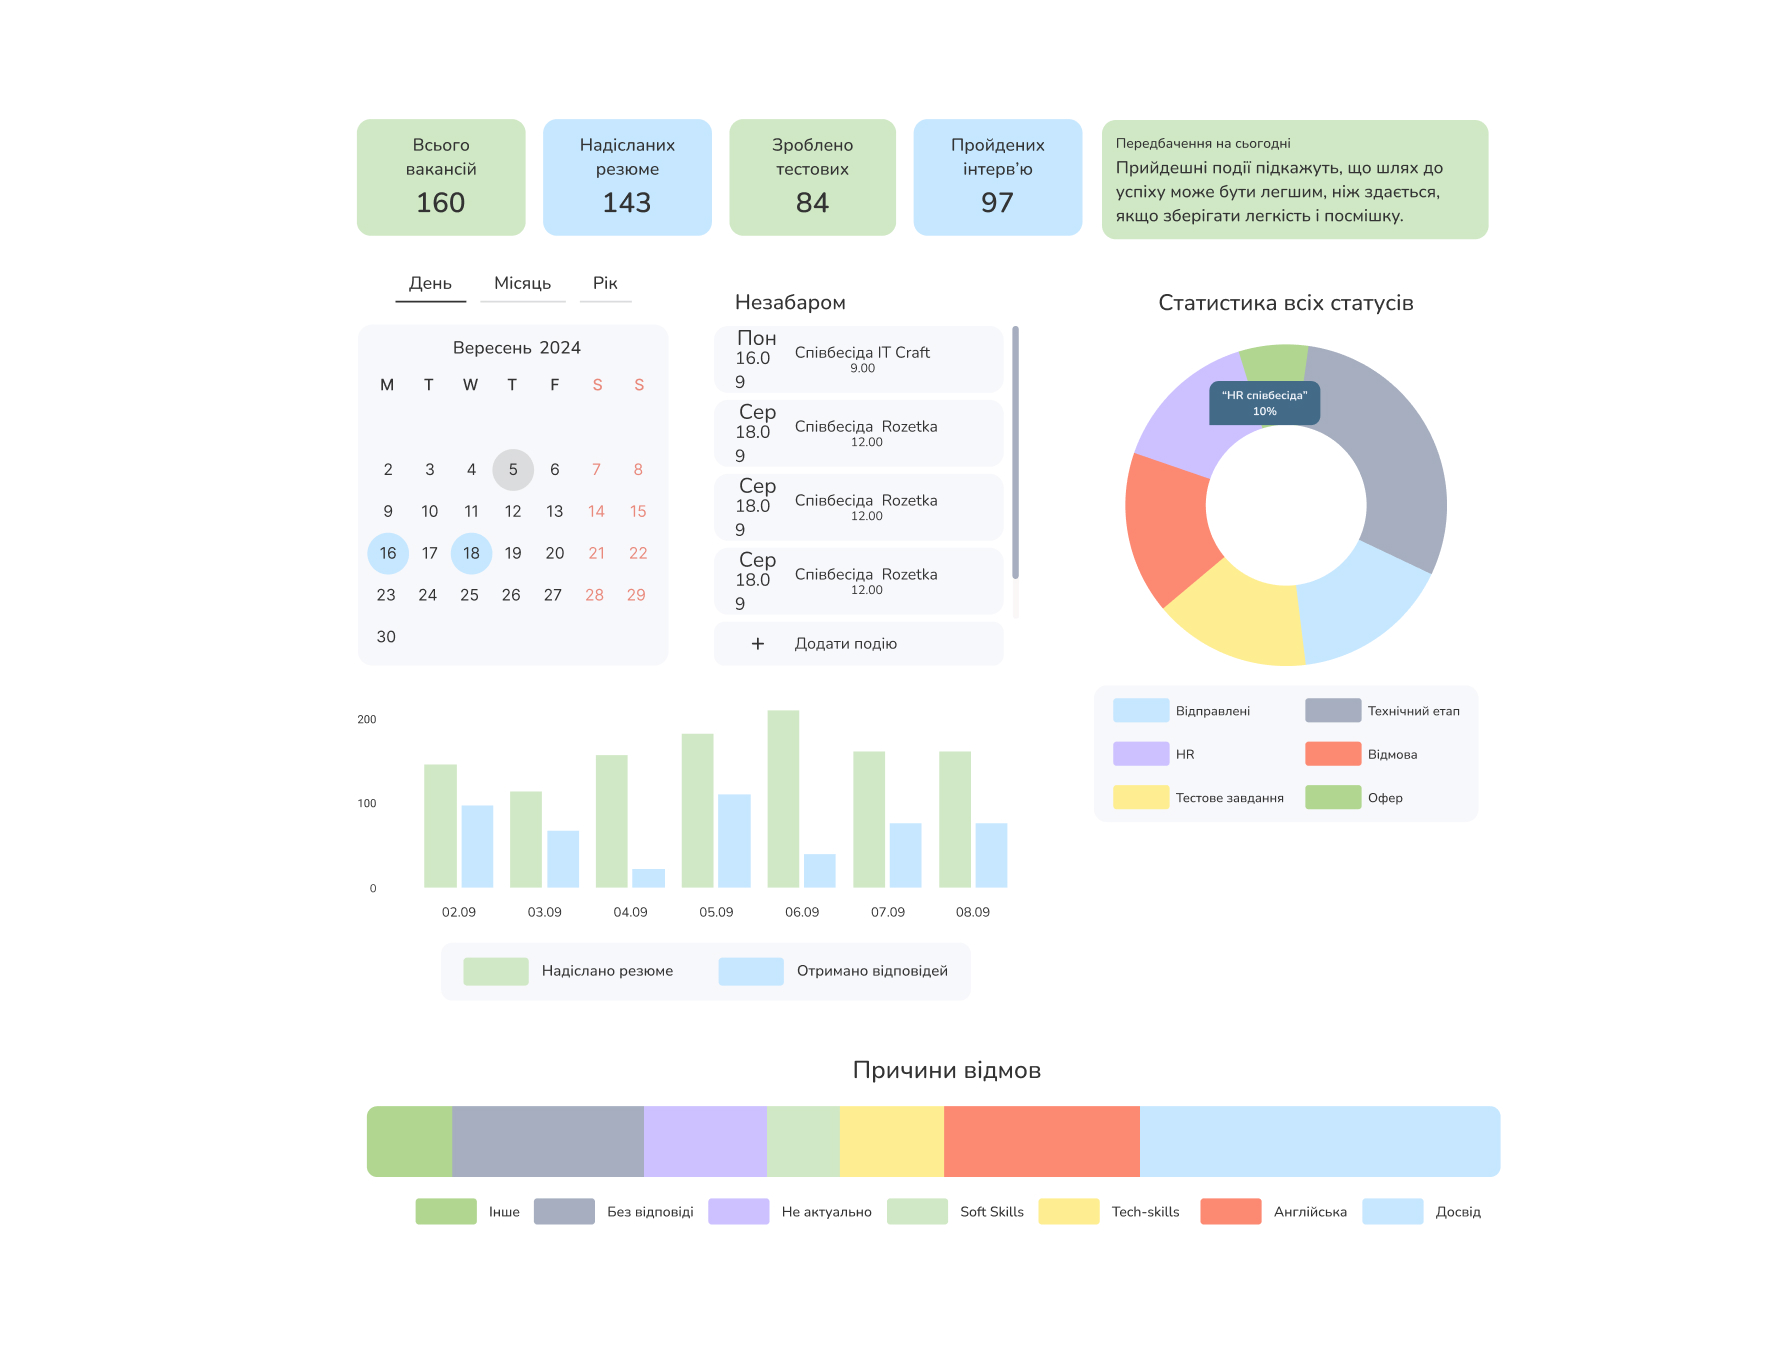 Всього
вакансій
160
Надісланих
резюме
143
Зроблено
тестових
84
Пройдених
інтерв’ю
97
Передбачення на сьогодні
Прийдешні події підкажуть, що шлях до
успіху може бути легшим, ніж здається,
якщо зберігати легкість і посмішку.
День Місяць Рік
Вересень 2024
M T W T F S S
2 3 4 5 6 7 8
9 10 11 12 13 14 15
16 17 18 19 20 21 22
23 24 25 26 27 28 29
30
Незабаром
Пон
16.0
9
Співбесіда IT Craft
9.00
Сер
18.0
9
Співбесіда Rozetka
12.00
Сер
18.0
9
Співбесіда Rozetka
12.00
Сер
18.0
9
Співбесіда Rozetka
12.00
+ Додати подію
Статистика всіх статусів
“HR співбесіда”
10%
Відправлені Технічний етап
HR Відмова
Тестове завдання Офер
200
100
0
02.09 03.09 04.09 05.09 06.09 07.09 08.09
Надіслано резюме Отримано відповідей
Причини відмов
Інше Без відповіді Не актуально Soft Skills Tech-skills Англійська Досвід